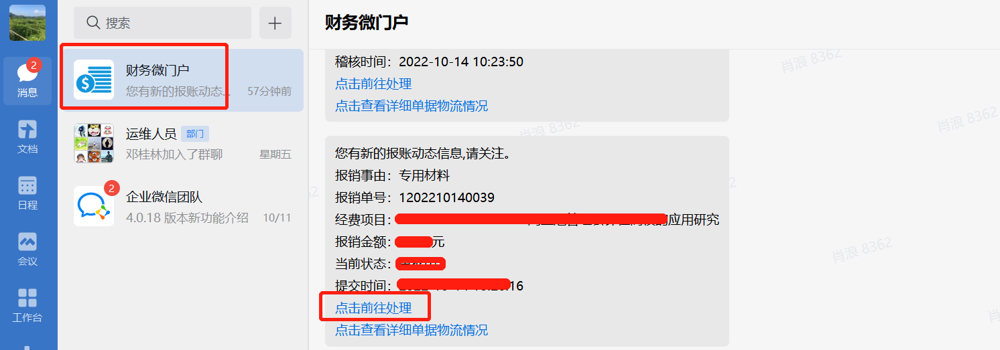 搜索
2
消息
文档
日程
会议
工作台
财务微门户
您有新的报账动态...
57分钟前
运维人员
部门
邓桂林加入了群聊
星期五
2
企业微信团队
4.0.18 版本新功能介绍
10/11
财务微门户
稽核时间：2022-10-14 10:23:50
点击前往处理
点击查看详细单据物流情况
您有新的报账动态信息,请关注。
报销事由：专用材料
报销单号：1202210140039
经费项目：
应用研究
报销金额：
元
当前状态：
提交时间：
16
点击前往处理
点击查看详细单据物流情况
肖浪 8362
肖浪 8362
肖浪 8362
肖浪 8362